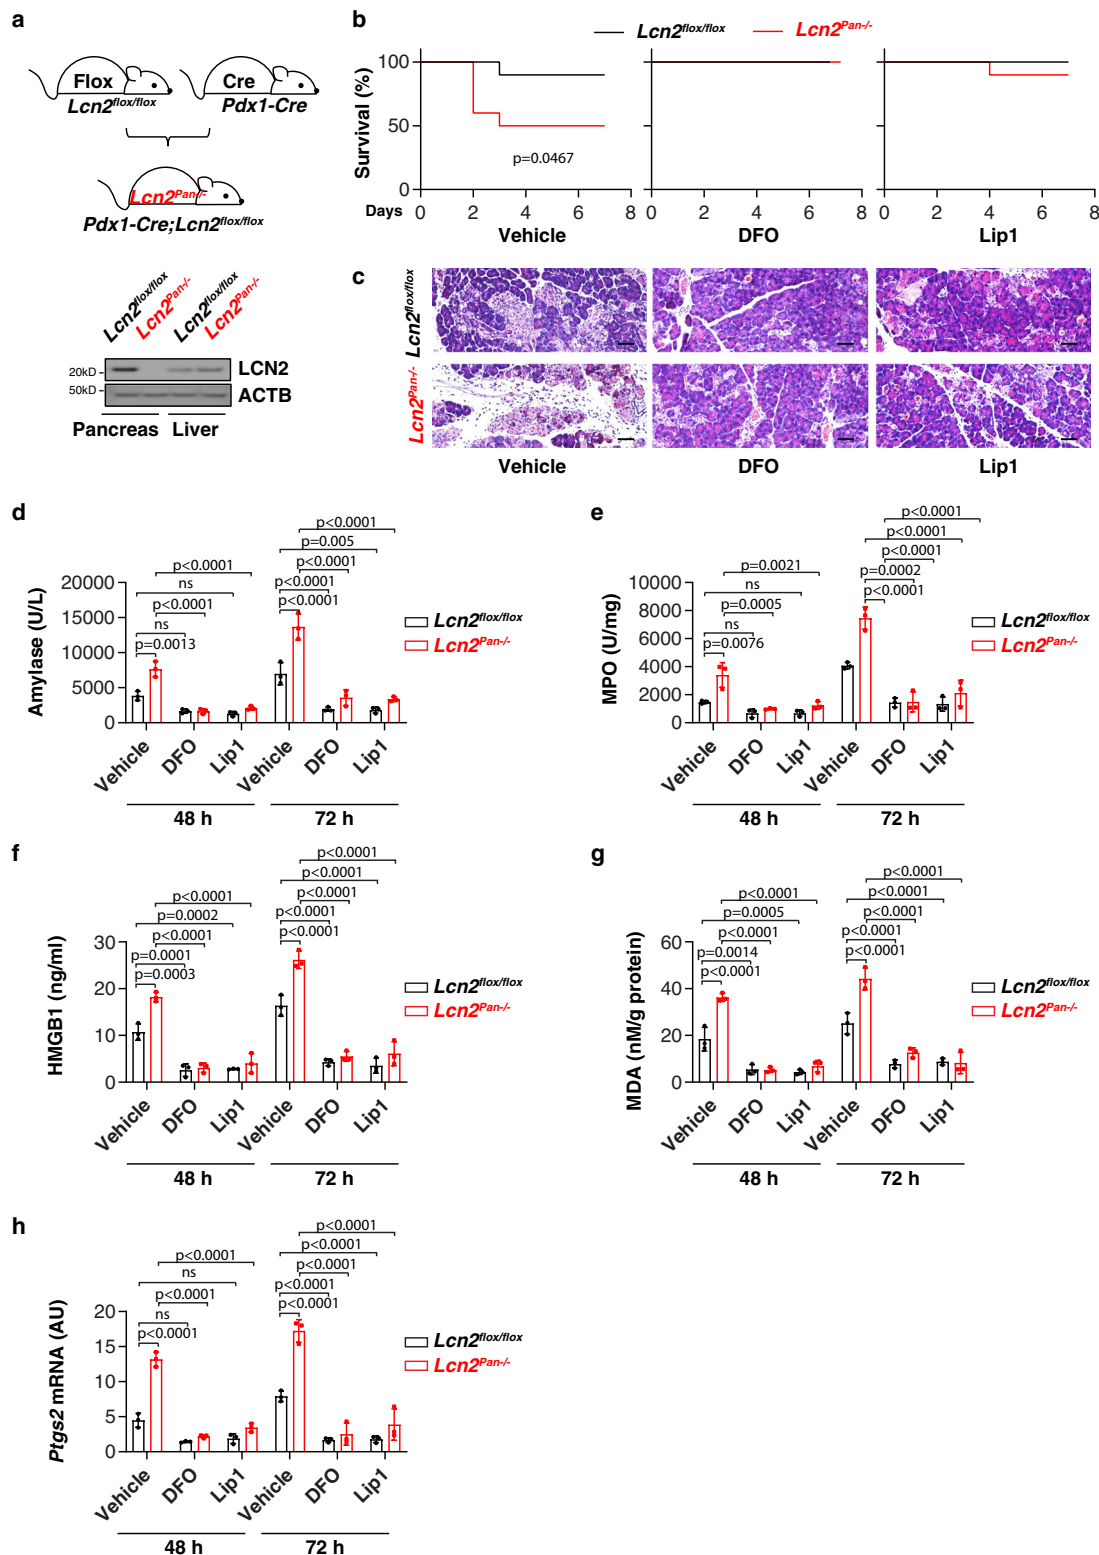 a
Flox
Lcn2flox/flox
Cre
Pdx1-Cre
Lcn2Pan-/-
Pdx1-Cre;Lcn2flox/flox
Lcn2flox/flox
Lcn2Pan-/-
Lcn2flox/flox
Lcn2Pan-/-
20kD
LCN2
50kD
ACTB
Pancreas
Liver
b
Lcn2flox/flox
Lcn2Pan-/-
Survival (%)
100
50
0
p=0.0467
Days
0 2 4 6 8
0 2 4 6 8
0 2 4 6 8
Vehicle
DFO
Lip1
c
Lcn2flox/flox
Lcn2Pan-/-
Vehicle
DFO
Lip1
d
p<0.0001
p=0.005
p<0.0001
p<0.0001
p<0.0001
p<0.0001
ns
p<0.0001
ns
p=0.0013
Amylase (U/L)
20000
15000
10000
5000
0
Lcn2flox/flox
Lcn2Pan-/-
Vehicle
DFO
Lip1
Vehicle
DFO
Lip1
48 h
72 h
e
p<0.0001
p<0.0001
p<0.0001
p=0.0002
p<0.0001
p=0.0021
ns
p=0.0005
ns
p=0.0076
MPO (U/mg)
10000
8000
6000
4000
2000
0
Lcn2flox/flox
Lcn2Pan-/-
Vehicle
DFO
Lip1
Vehicle
DFO
Lip1
48 h
72 h
f
p<0.0001
p<0.0001
p<0.0001
p<0.0001
p<0.0001
p<0.0001
p=0.0002
p<0.0001
p=0.0001
p=0.0003
HMGB1 (ng/ml)
30
20
10
0
Lcn2flox/flox
Lcn2Pan-/-
Vehicle
DFO
Lip1
Vehicle
DFO
Lip1
48 h
72 h
g
p<0.0001
p<0.0001
p<0.0001
p<0.0001
p<0.0001
p<0.0001
p=0.0005
p<0.0001
p=0.0014
p<0.0001
MDA (nM/g protein)
60
40
20
0
Lcn2flox/flox
Lcn2Pan-/-
Vehicle
DFO
Lip1
Vehicle
DFO
Lip1
48 h
72 h
h
p<0.0001
p<0.0001
p<0.0001
p<0.0001
p<0.0001
p<0.0001
ns
p<0.0001
ns
p<0.0001
Ptgs2 mRNA (AU)
20
15
10
5
0
Lcn2flox/flox
Lcn2Pan-/-
Vehicle
DFO
Lip1
Vehicle
DFO
Lip1
48 h
72 h